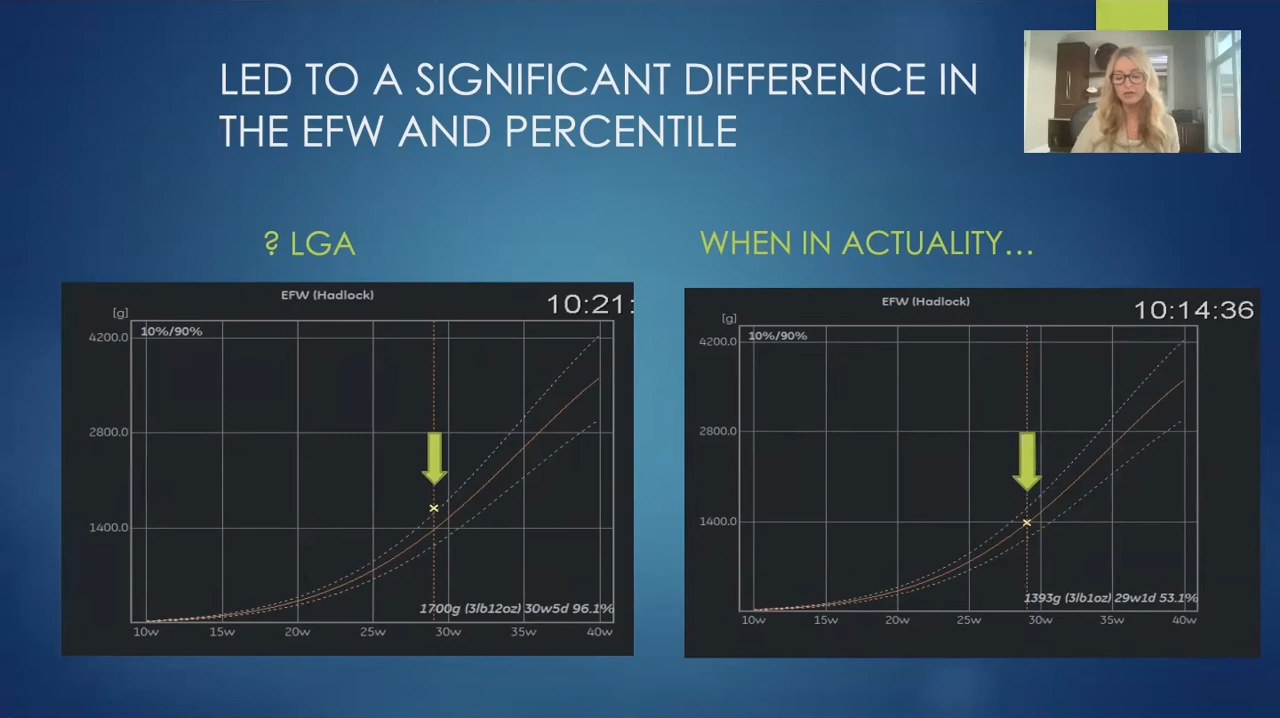 LED TO A SIGNIFICANT DIFFERENCE IN
THE EFW AND PERCENTILE
? LGA
EFW (Hadlock)
10:21:
[g]
10%/90%
4200.0
2800.0
1400.0
1700g (3lb12oz) 30w5d 96.1%
10w 15w 20w 25w 30w 35w 40w
WHEN IN ACTUALITY...
EFW (Hadlock)
10:14:36
[g]
10%/90%
4200.0
2800.0
1400.0
1393g (3lb1oz) 29w1d 53.1%
10w 15w 20w 25w 30w 35w 40w